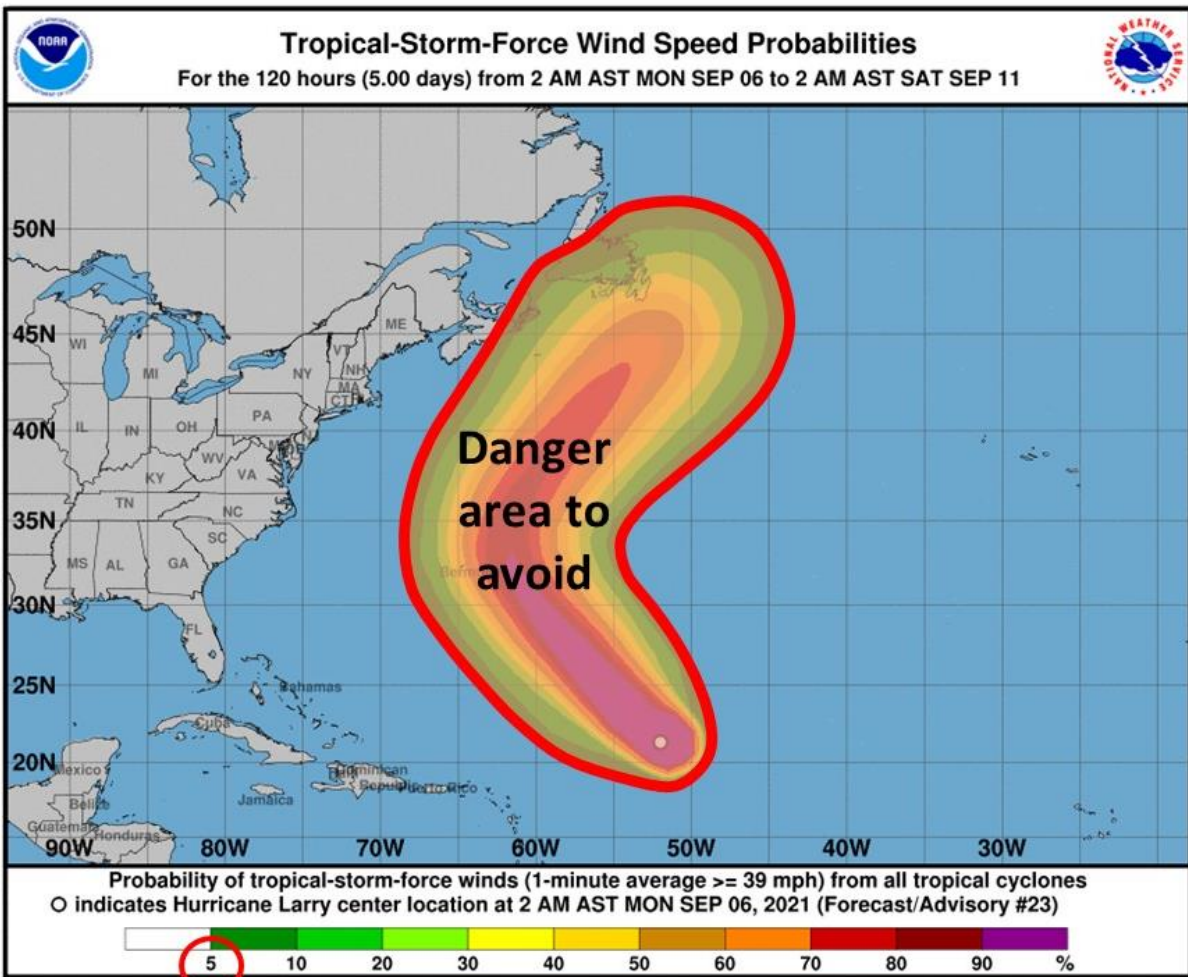 NOAA
Tropical-Storm-Force Wind Speed Probabilities
For the 120 hours (5.00 days) from 2 AM AST MON SEP 06 to 2 AM AST SAT SEP 11
NATIONAL WEATHER SERVICE
50N
45N
40N
35N
30N
25N
20N
WI
MI
IL
IN
OH
KY
TN
MS
AL
GA
FL
WV
VA
NC
SC
PA
NY
VT
NH
MA
CT
ME
Danger
area to
avoid
Bahamas
Cuba
Mexico
Belize
Guatemala
Honduras
Jamaica
Dominican
Republic
Puerto Rico
90W
80W
70W
60W
50W
40W
30W
Probability of tropical-storm-force winds (1-minute average >= 39 mph) from all tropical cyclones
O indicates Hurricane Larry center location at 2 AM AST MON SEP 06, 2021 (Forecast/Advisory #23)
5 10 20 30 40 50 60 70 80 90 %